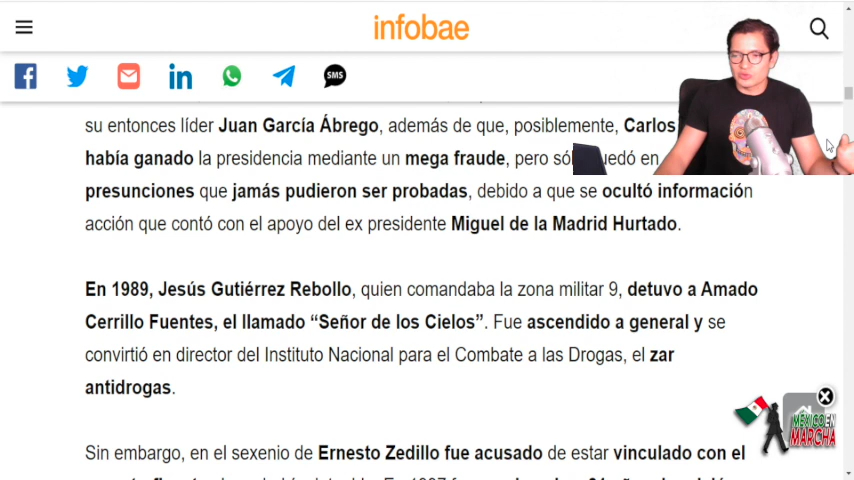 infobae
SMS
su entonces líder Juan García Ábrego, además de que, posiblemente, Carlos
había ganado la presidencia mediante un mega fraude, pero en
presunciones que jamás pudieron ser probadas, debido a que se ocultó información
acción que contó con el apoyo del ex presidente Miguel de la Madrid Hurtado.
En 1989, Jesús Gutiérrez Rebollo, quien comandaba la zona militar 9, detuvo a Amado
Cerrillo Fuentes, el llamado “Señor de los Cielos”. Fue ascendido a general y se
convirtió en director del Instituto Nacional para el Combate a las Drogas, el zar
antidrogas.
MÉXICO EN
MARCHA
Sin embargo, en el sexenio de Ernesto Zedillo fue acusado de estar vinculado con el